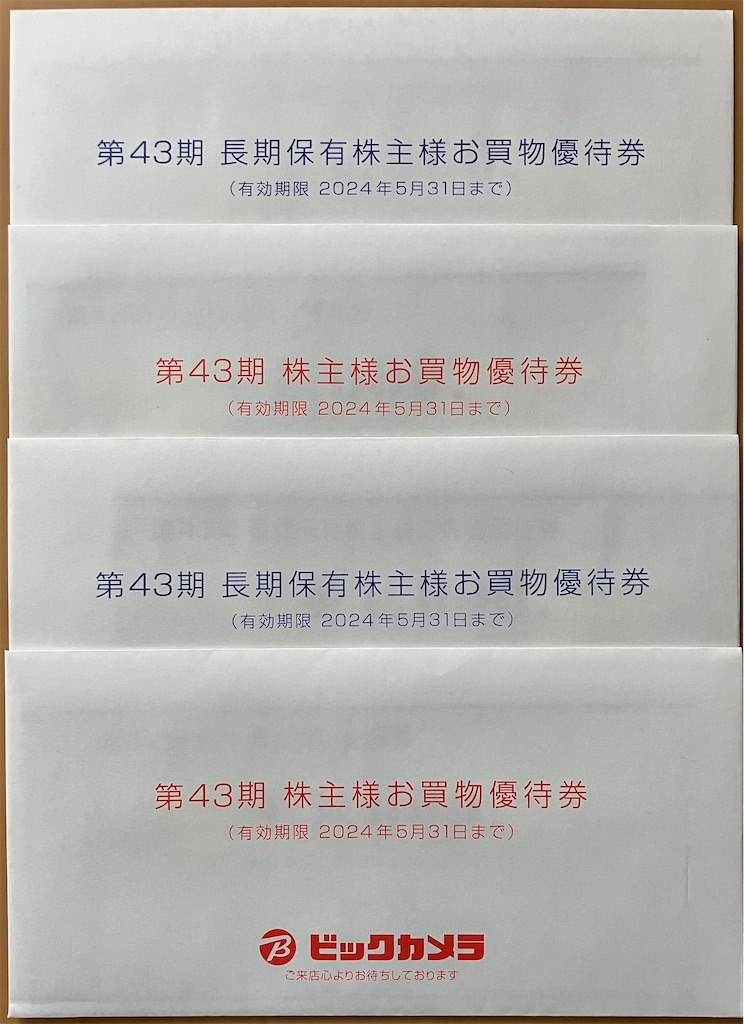 第43期 長期保有株主様お買物優待券
（有効期限 2024年5月31日まで）
第43期 株主様お買物優待券
（有効期限 2024年5月31日まで）
第43期 長期保有株主様お買物優待券
（有効期限 2024年5月31日まで）
第43期 株主様お買物優待券
（有効期限 2024年5月31日まで）
B ビックカメラ
ご来店心よりお待ちしております